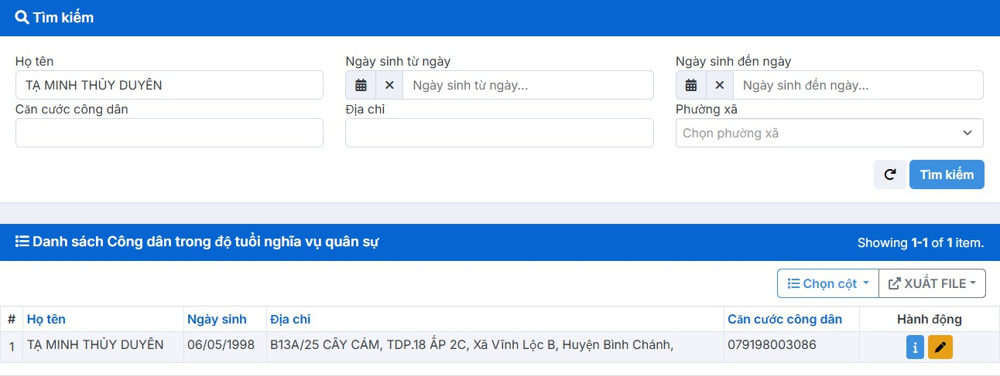 Tìm kiếm
Họ tên
Ngày sinh từ ngày
Ngày sinh đến ngày
TẠ MINH THỦY DUYÊN
Ngày sinh từ ngày...
Ngày sinh đến ngày...
Căn cước công dân
Địa chỉ
Phường xã
Chọn phường xã
Tìm kiếm
Danh sách Công dân trong độ tuổi nghĩa vụ quân sự
Showing 1-1 of 1 item.
Chọn cột
XUẤT FILE
# Họ tên Ngày sinh Địa chỉ Căn cước công dân Hành động
1 TẠ MINH THỦY DUYÊN 06/05/1998 B13A/25 CÂY CÁM, TDP.18 ẤP 2C, Xã Vĩnh Lộc B, Huyện Bình Chánh, 079198003086